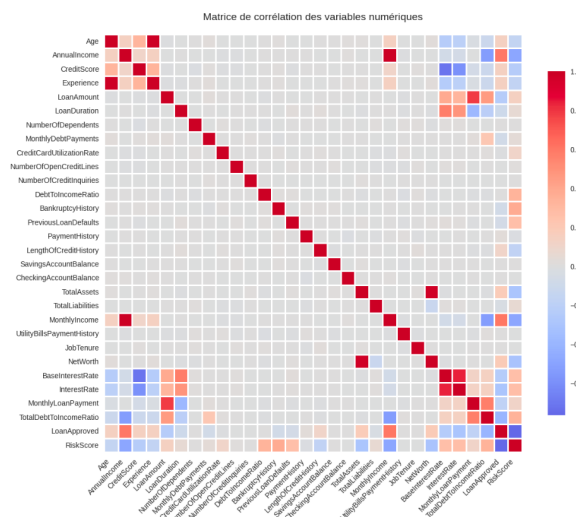 Matrice de corrélation des variables numériques
Age
AnnualIncome
CreditScore
Experience
LoanAmount
LoanDuration
NumberOfDependents
MonthlyDebtPayments
CreditCardUtilizationRate
NumberOfOpenCreditLines
NumberOfCreditInquiries
DebtToIncomeRatio
BankruptcyHistory
PreviousLoanDefaults
PaymentHistory
LengthOfCreditHistory
SavingsAccountBalance
CheckingAccountBalance
TotalAssets
TotalLiabilities
MonthlyIncome
UtilityBillsPaymentHistory
JobTenure
NetWorth
BaseInterestRate
InterestRate
MonthlyLoanPayment
TotalDebtToIncomeRatio
LoanApproved
RiskScore
Age
AnnualIncome
CreditScore
Experience
LoanAmount
LoanDuration
NumberOfDependents
MonthlyDebtPayments
CreditCardUtilizationRate
NumberOfOpenCreditLines
NumberOfCreditInquiries
DebtToIncomeRatio
BankruptcyHistory
PreviousLoanDefaults
PaymentHistory
LengthOfCreditHistory
SavingsAccountBalance
CheckingAccountBalance
TotalAssets
TotalLiabilities
MonthlyIncome
UtilityBillsPaymentHistory
JobTenure
NetWorth
BaseInterestRate
InterestRate
MonthlyLoanPayment
TotalDebtToIncomeRatio
LoanApproved
RiskScore